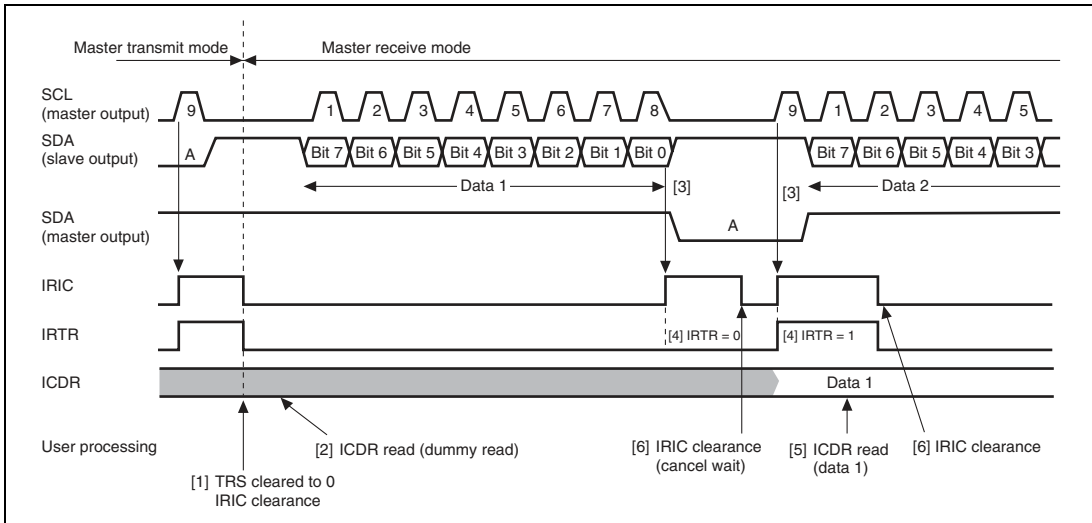 Master transmit mode Master receive mode
SCL
(master output)
9 1 2 3 4 5 6 7 8 9 1 2 3 4 5
SDA
(slave output)
A Bit 7 Bit 6 Bit 5 Bit 4 Bit 3 Bit 2 Bit 1 Bit 0 Bit 7 Bit 6 Bit 5 Bit 4 Bit 3
Data 1 [3] [3] Data 2
SDA
(master output)
A
IRIC
IRTR
[4] IRTR = 0 [4] IRTR = 1
ICDR
Data 1
User processing
[2] ICDR read (dummy read)
[6] IRIC clearance
(cancel wait)
[5] ICDR read
(data 1)
[6] IRIC clearance
[1] TRS cleared to 0
IRIC clearance